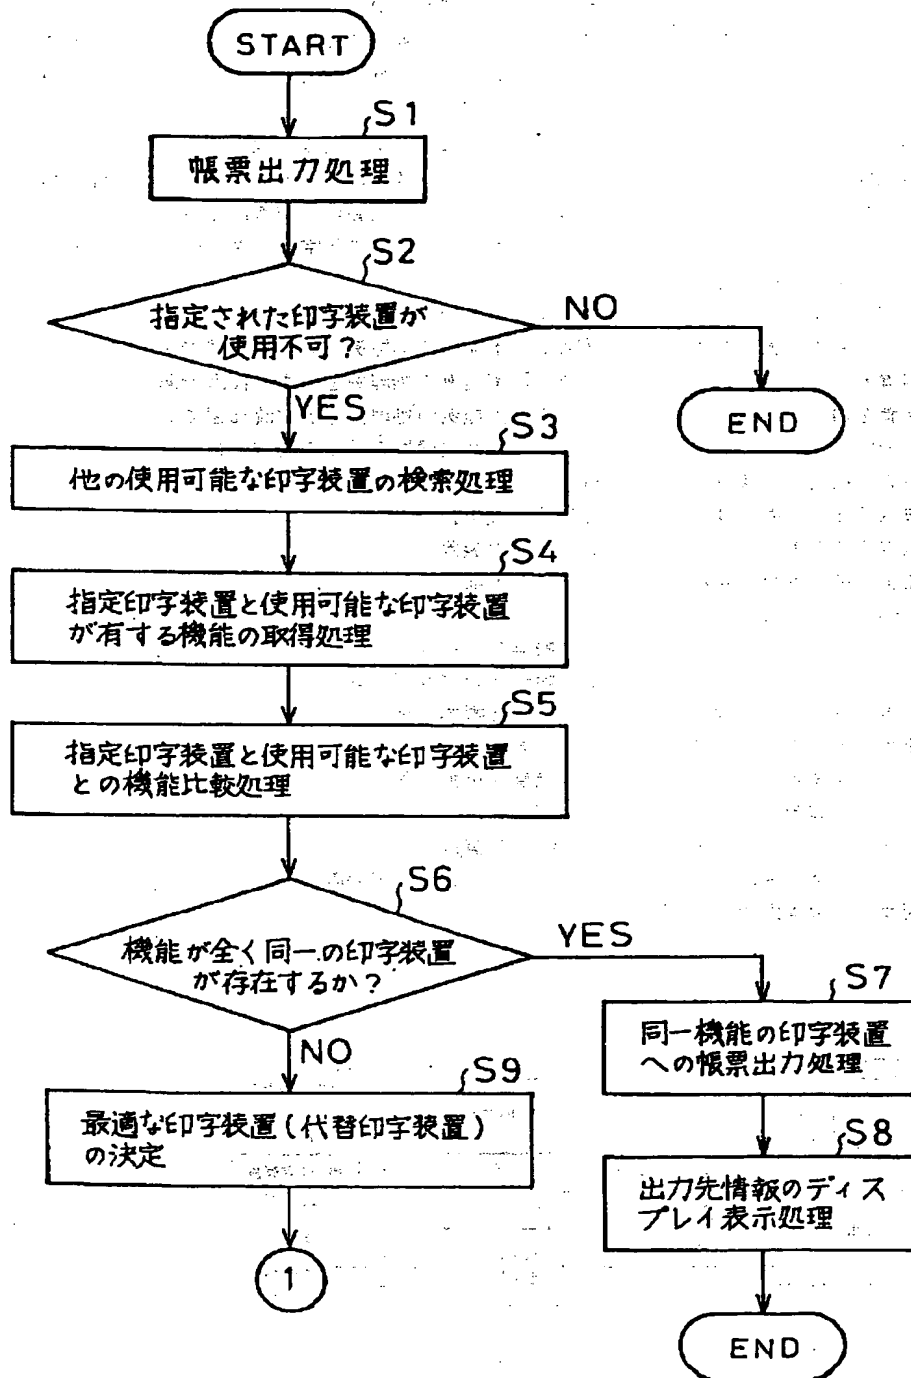 START
S1
帳票出力処理
S2
指定された印字装置が
使用不可?
NO
END
YES
S3
他の使用可能な印字装置の検索処理
S4
指定印字装置と使用可能な印字装置
が有する機能の取得処理
S5
指定印字装置と使用可能な印字装置
との機能比較処理
S6
機能が全く同一の印字装置
が存在するか?
YES
S7
同一機能の印字装置
への帳票出力処理
S8
出力先情報のディス
プレイ表示処理
END
NO
S9
最適な印字装置(代替印字装置)
の決定
1